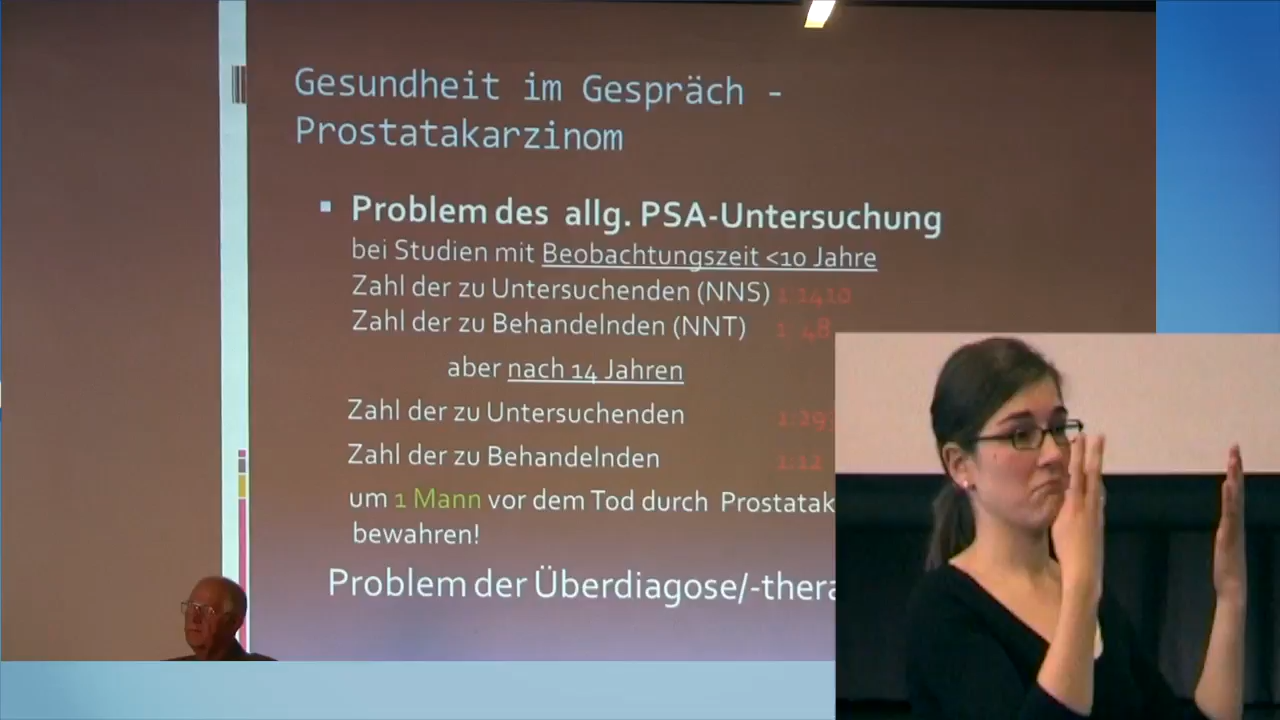 Gesundheit im Gespräch -
Prostatakarzinom
Problem des allg. PSA-Untersuchung
bei Studien mit Beobachtungszeit <10 Jahre
Zahl der zu Untersuchenden (NNS) 1:1410
Zahl der zu Behandelnden (NNT) 1: 48
aber nach 14 Jahren
Zahl der zu Untersuchenden 1:293
Zahl der zu Behandelnden 1:12
um 1 Mann vor dem Tod durch Prostatak
bewahren!
Problem der Überdiagose/-thera